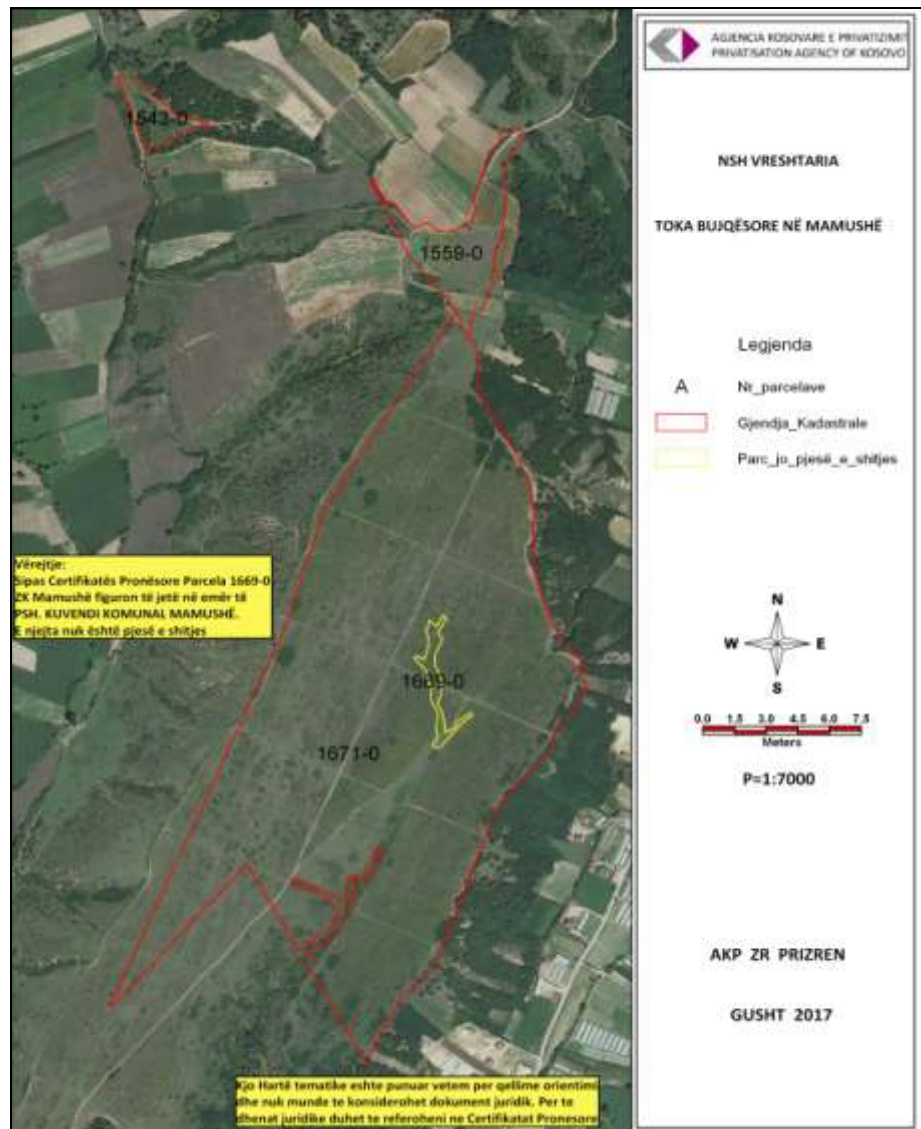 1543-0
1559-0
1669-0
1671-0
Vërejtje:
Sipas Certifikatës Pronësore Parcela 1669-0
ZK Mamushë figuron të jetë në emër të
PSH. KUVENDI KOMUNAL MAMUSHË.
E njejta nuk është pjesë e shitjes
Kjo Hartë tematike eshte punuar vetem per qellime orientimi
dhe nuk munde te konsiderohet dokument juridik. Per te
dhenat juridike duhet te referoheni ne Certifikatat Pronesore
AGJENCIA KOSOVARE E PRIVATIZIMIT
PRIVATISATION AGENCY OF KOSOVO
NSH VRESHTARIA
TOKA BUJQËSORE NË MAMUSHË
Legjenda
A Nr_parcelave
Gjendja_Kadastrale
Parc_jo_pjesë_e_shitjes
N
W E
S
0.0 1.5 3.0 4.5 6.0 7.5
Meters
P=1:7000
AKP ZR PRIZREN
GUSHT 2017